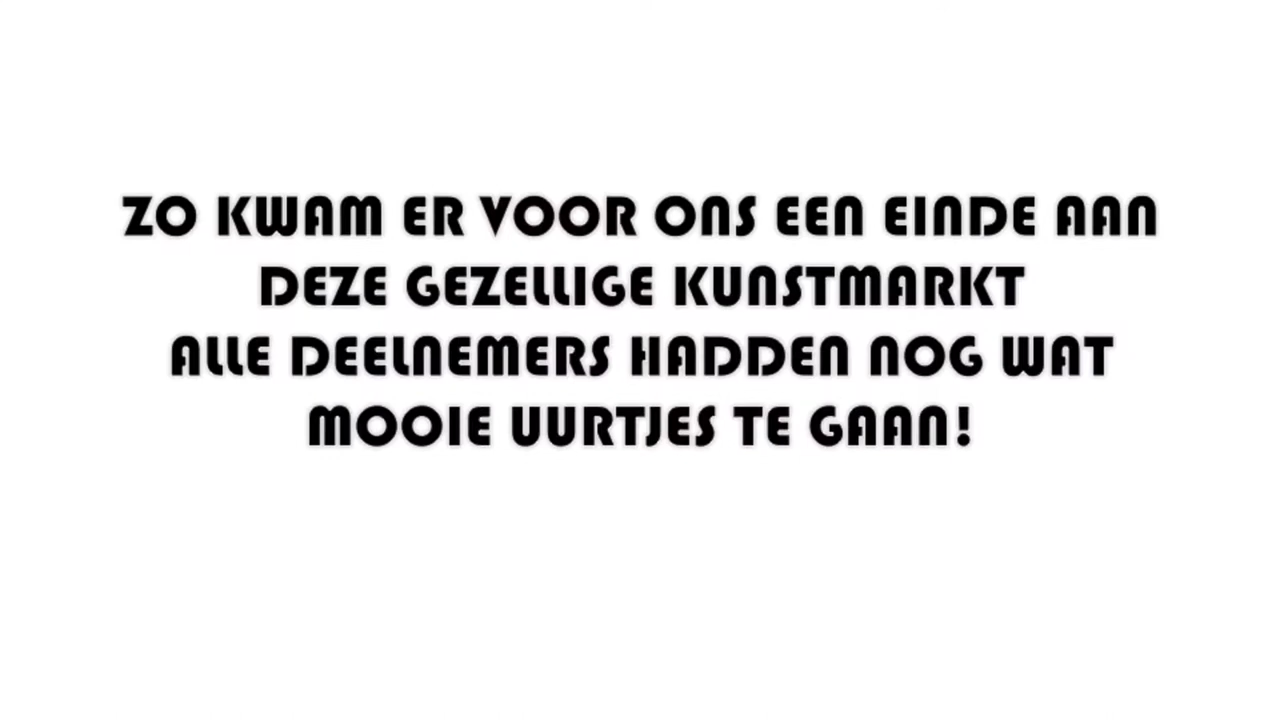 ZO KWAM ER VOOR ONS EEN EINDE AAN
DEZE GEZELLIGE KUNSTMARKT
ALLE DEELNEMERS HADDEN NOG WAT
MOOIE UURTJES TE GAAN!